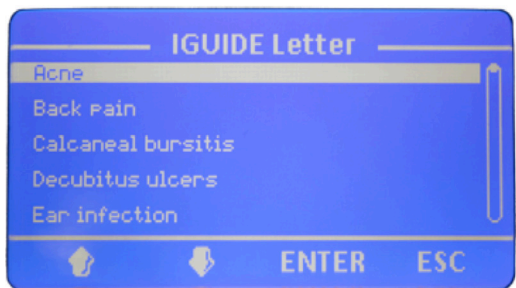 IGUIDE Letter
Acne
Back pain
Calcaneal bursitis
Decubitus ulcers
Ear infection
ENTER ESC